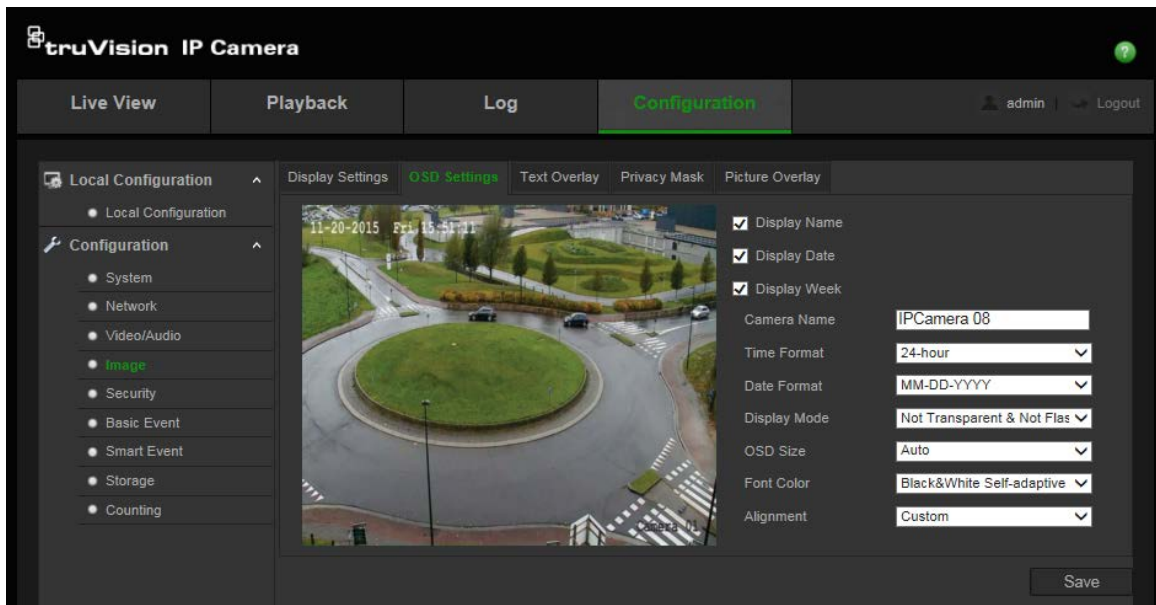 truVision IP Camera
?
Live View Playback Log Configuration admin | Logout
Local Configuration
Local Configuration
Configuration
System
Network
Video/Audio
Image
Security
Basic Event
Smart Event
Storage
Counting
Display Settings OSD Settings Text Overlay Privacy Mask Picture Overlay
11-20-2015 Fri 15:51:11
Camera 01
Display Name
Display Date
Display Week
Camera Name IPCamera 08
Time Format 24-hour
Date Format MM-DD-YYYY
Display Mode Not Transparent & Not Flas
OSD Size Auto
Font Color Black&White Self-adaptive
Alignment Custom
Save